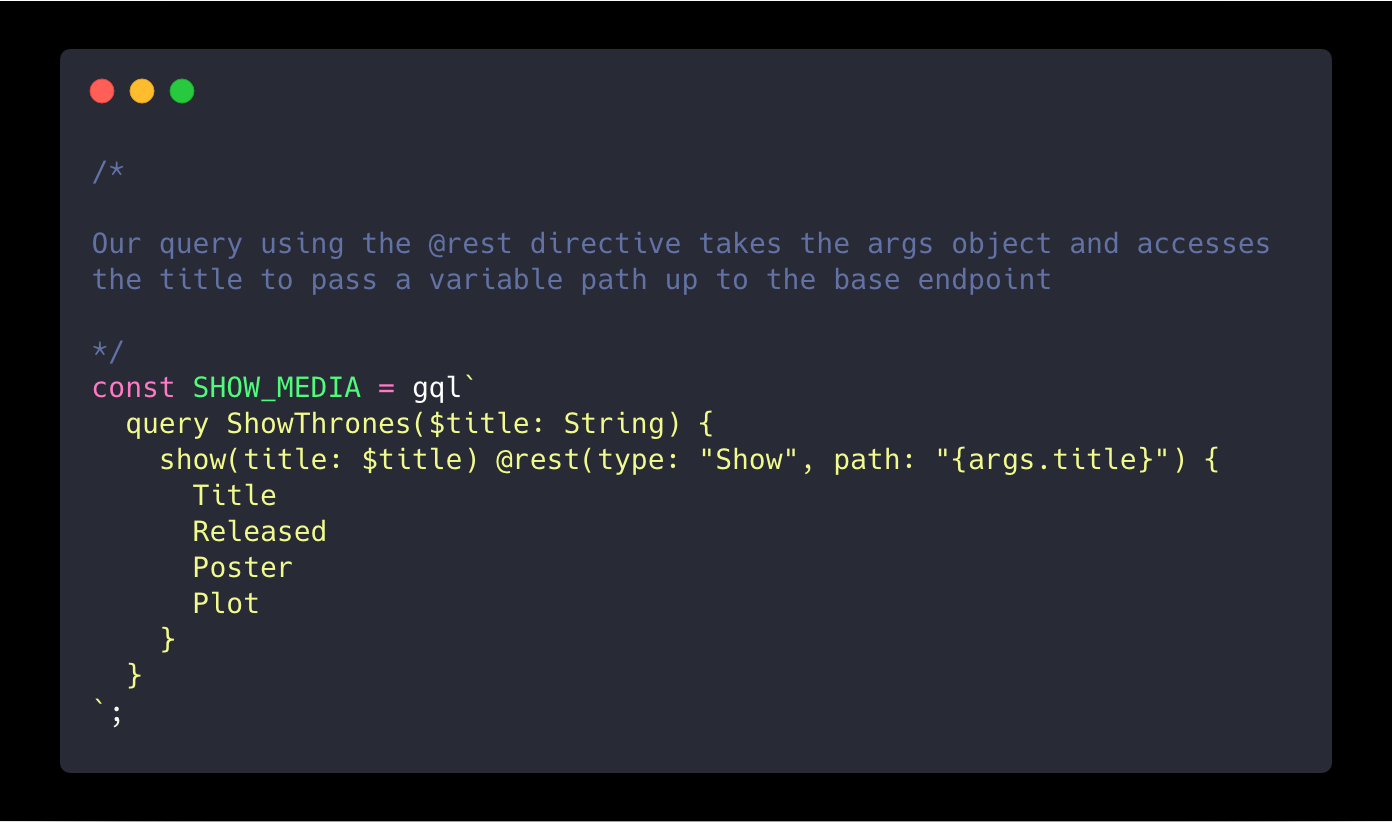 /*
Our query using the @rest directive takes the args object and accesses
the title to pass a variable path up to the base endpoint
*/
const SHOW_MEDIA = gql`
  query ShowThrones($title: String) {
    show(title: $title) @rest(type: "Show", path: "{args.title}") {
      Title
      Released
      Poster
      Plot
    }
  }
`;